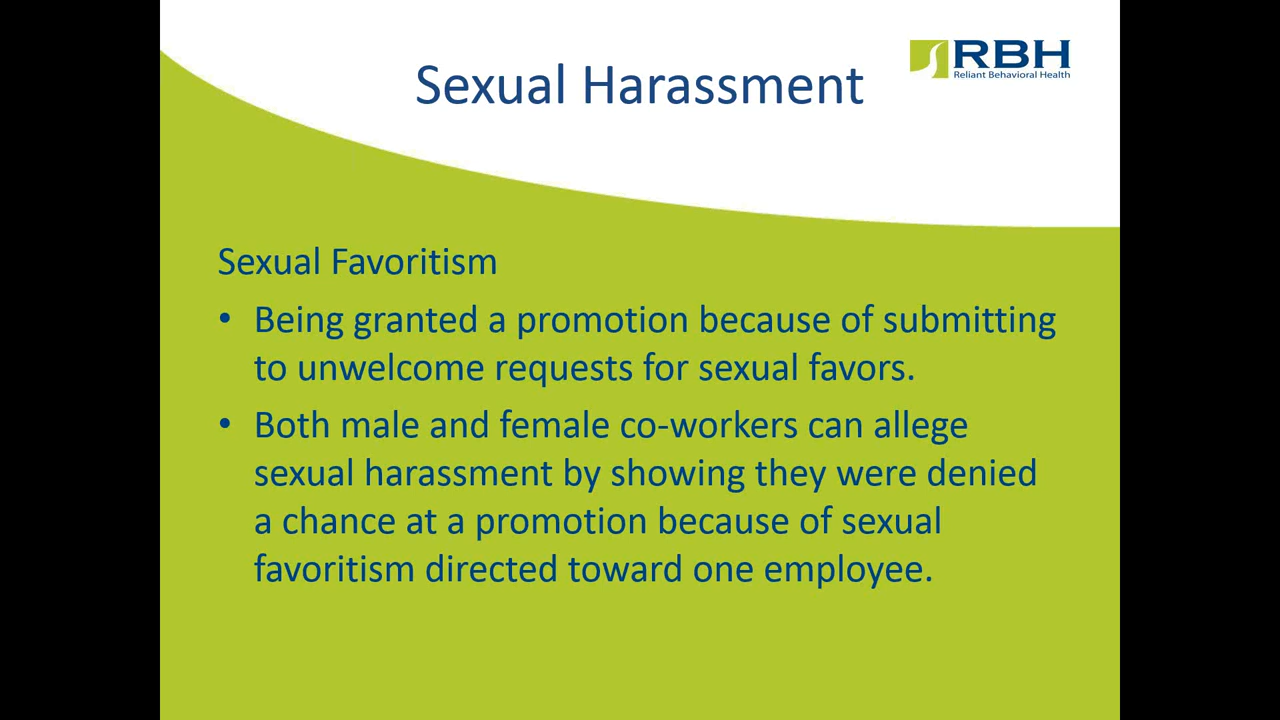 RBH
Reliant Behavioral Health
Sexual Harassment
Sexual Favoritism
• Being granted a promotion because of submitting
to unwelcome requests for sexual favors.
• Both male and female co-workers can allege
sexual harassment by showing they were denied
a chance at a promotion because of sexual
favoritism directed toward one employee.